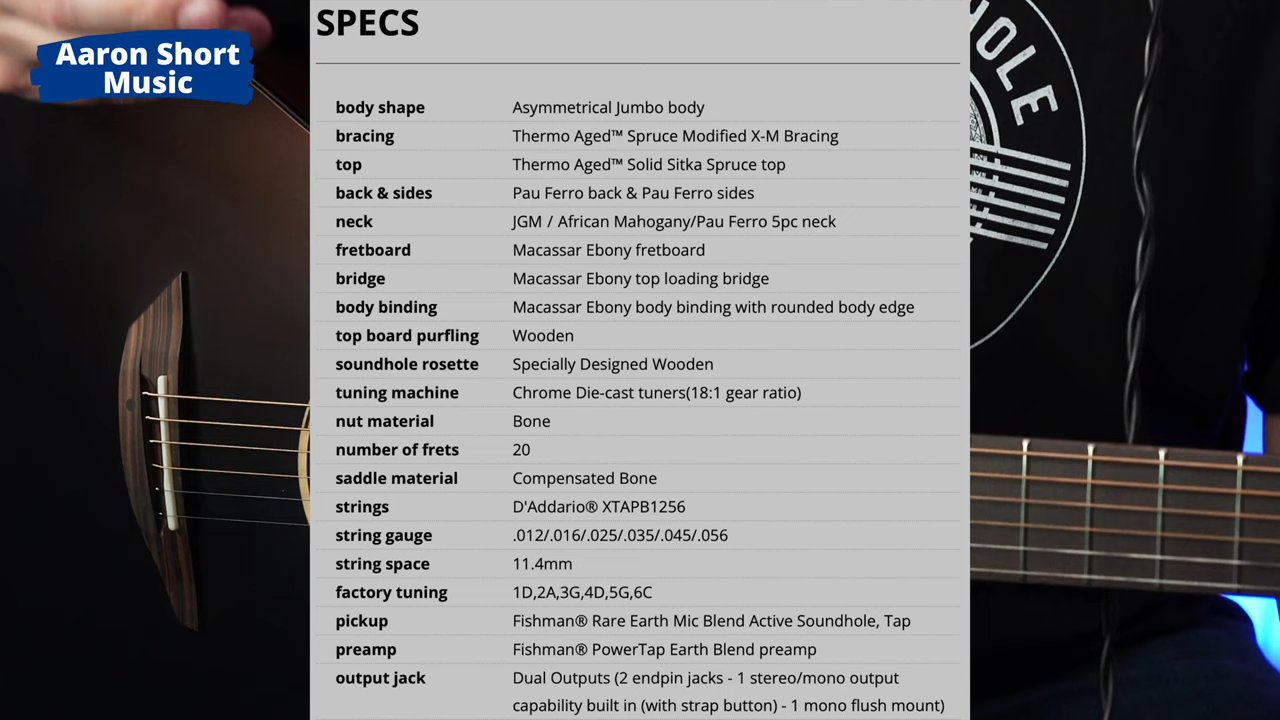 SPECS
Aaron Short
Music
HOLE
body shape Asymmetrical Jumbo body
bracing Thermo Aged™ Spruce Modified X-M Bracing
top Thermo Aged™ Solid Sitka Spruce top
back & sides Pau Ferro back & Pau Ferro sides
neck JGM / African Mahogany/Pau Ferro 5pc neck
fretboard Macassar Ebony fretboard
bridge Macassar Ebony top loading bridge
body binding Macassar Ebony body binding with rounded body edge
top board purfling Wooden
soundhole rosette Specially Designed Wooden
tuning machine Chrome Die-cast tuners(18:1 gear ratio)
nut material Bone
number of frets 20
saddle material Compensated Bone
strings D'Addario® XTAPB1256
string gauge .012/.016/.025/.035/.045/.056
string space 11.4mm
factory tuning 1D,2A,3G,4D,5G,6C
pickup Fishman® Rare Earth Mic Blend Active Soundhole, Tap
preamp Fishman® PowerTap Earth Blend preamp
output jack Dual Outputs (2 endpin jacks - 1 stereo/mono output
capability built in (with strap button) - 1 mono flush mount)